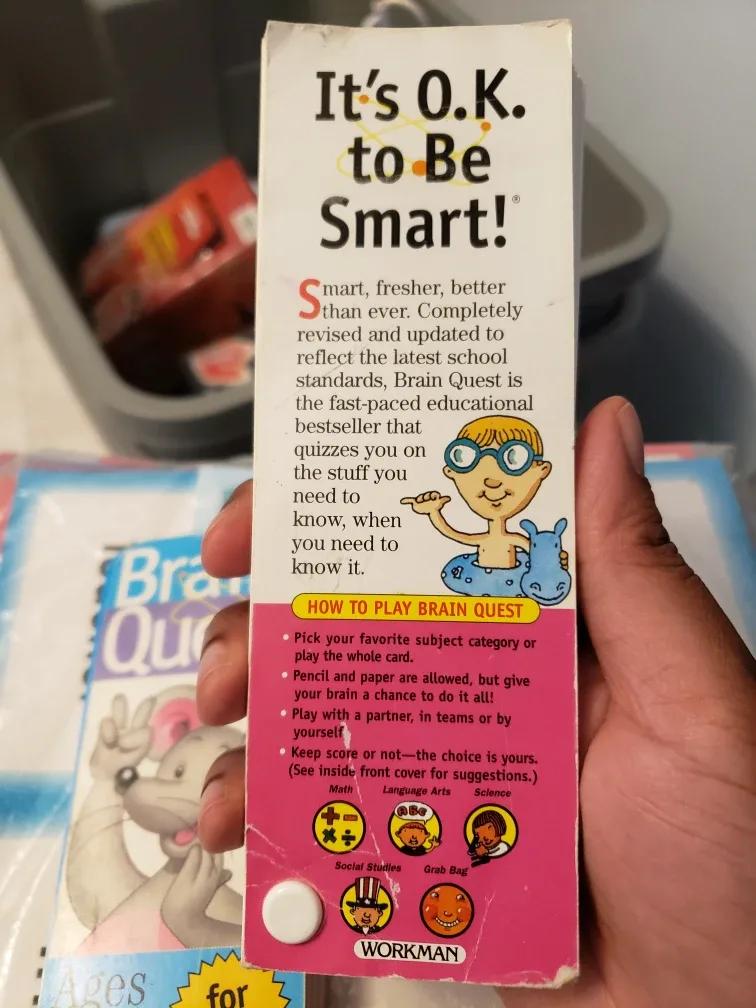 It's O.K.
to Be
Smart!®
Smart, fresher, better
than ever. Completely
revised and updated to
reflect the latest school
standards, Brain Quest is
the fast-paced educational
bestseller that
quizzes you on
the stuff you
need to
know, when
you need to
know it.
HOW TO PLAY BRAIN QUEST
• Pick your favorite subject category or
play the whole card.
• Pencil and paper are allowed, but give
your brain a chance to do it all!
• Play with a partner, in teams or by
yourself
• Keep score or not—the choice is yours.
(See inside front cover for suggestions.)
Math Language Arts Science
+ −
× ÷
ABC
Social Studies Grab Bag
WORKMAN
Ages
for